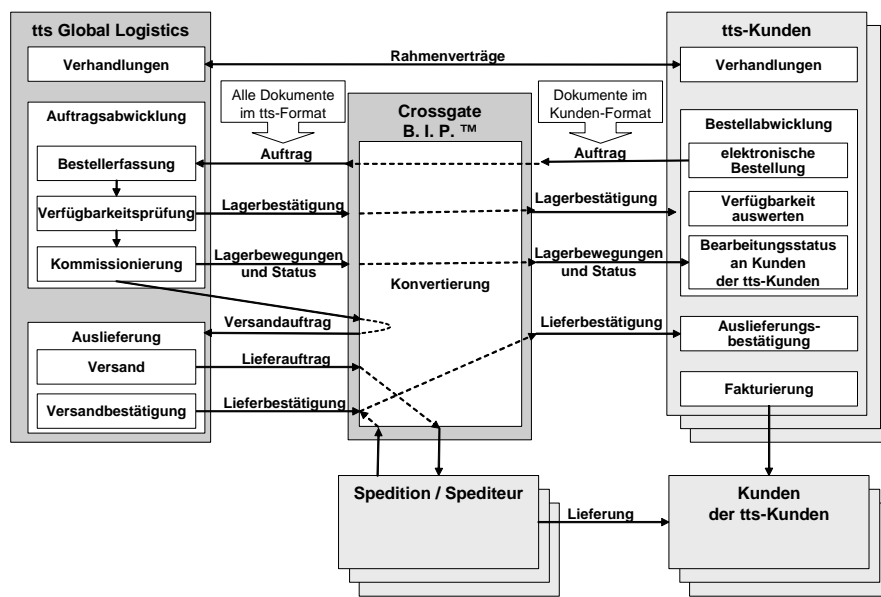 tts Global Logistics
tts-Kunden
Verhandlungen
Rahmenverträge
Verhandlungen
Alle Dokumente
im tts-Format
Dokumente im
Kunden-Format
Crossgate
B. I. P. ™
Auftragsabwicklung
Bestellabwicklung
Bestellerfassung
Auftrag
Auftrag
elektronische
Bestellung
Verfügbarkeitsprüfung
Lagerbestätigung
Lagerbestätigung
Verfügbarkeit
auswerten
Kommissionierung
Lagerbewegungen
und Status
Konvertierung
Lagerbewegungen
und Status
Bearbeitungsstatus
an Kunden
der tts-Kunden
Versandauftrag
Lieferbestätigung
Auslieferungs-
bestätigung
Auslieferung
Versand
Lieferauftrag
Versandbestätigung
Lieferbestätigung
Fakturierung
Spedition / Spediteur
Lieferung
Kunden
der tts-Kunden